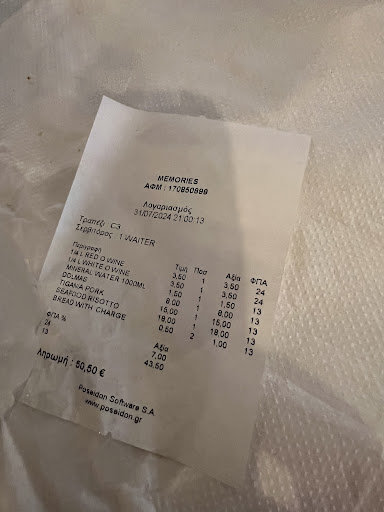 MEMORIES
ΑΦΜ :
Λογαριασμός
31/07/2024 21:00:13
Τραπέζι : C3
Σερβιτόρος : 1 WAITER
Περιγραφή Τιμή Ποσ Αξία ΦΠΑ
1/4 L RED O WINE 3,50 1 3,50 24
1/4 L WHITE O WINE 3,50 1 3,50 24
MINERAL WATER 1000ML 1,50 1 1,50 13
DOLMAS 8,00 1 8,00 13
TIGANIA PORK 15,00 1 15,00 13
SEAFOOD RISOTTO 18,00 1 18,00 13
BREAD WITH CHARGE 0,50 2 1,00 13
ΦΠΑ % Αξία
24 7,00
13 43,50
Πληρωμή : 50,50 €
Poseidon Software S.A
www.poseidon.gr